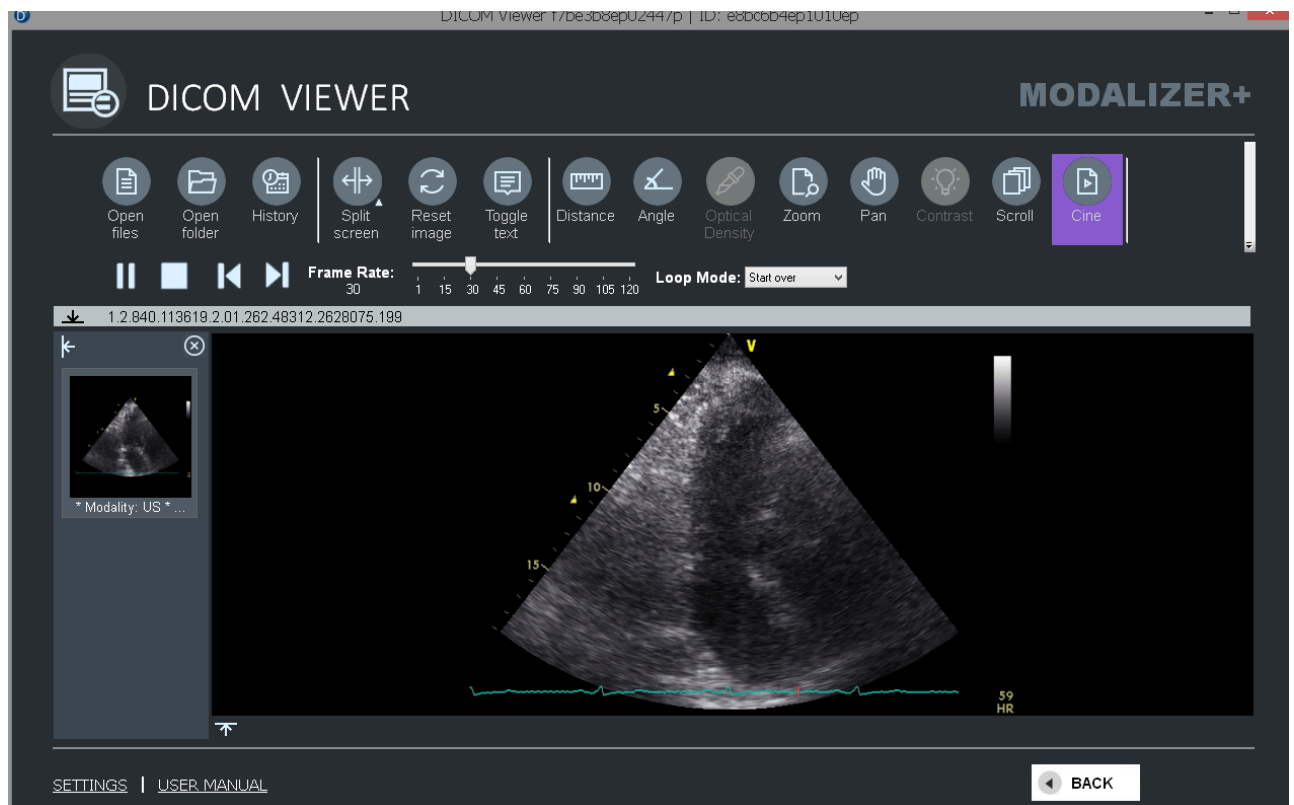 DICOM Viewer f7be3b8ep02447p | ID: e8bc6b4ep1010ep
DICOM VIEWER
MODALIZER+
Open files
Open folder
History
Split screen
Reset image
Toggle text
Distance
Angle
Optical Density
Zoom
Pan
Contrast
Scroll
Cine
Frame Rate:
30
1 15 30 45 60 75 90 105 120
Loop Mode: Start over
1.2.840.113619.2.01.262.48312.2628075.199
* Modality: US * ...
V
5
10
15
59
HR
SETTINGS | USER MANUAL
BACK